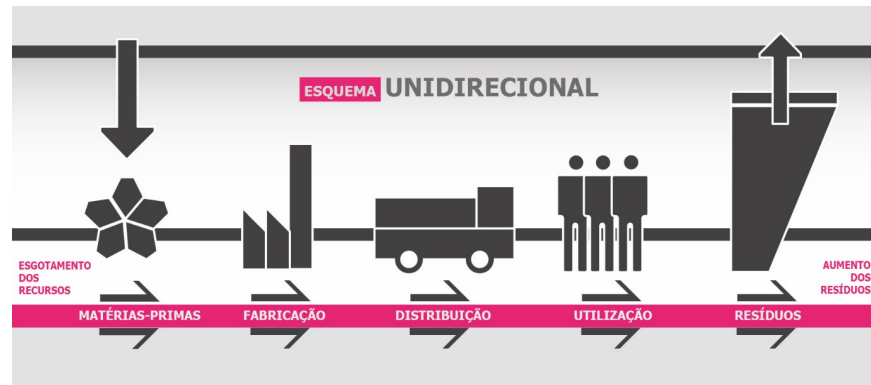 ESQUEMA UNIDIRECIONAL
ESGOTAMENTO
DOS
RECURSOS
AUMENTO
DOS
RESÍDUOS
MATÉRIAS-PRIMAS FABRICAÇÃO DISTRIBUIÇÃO UTILIZAÇÃO RESÍDUOS